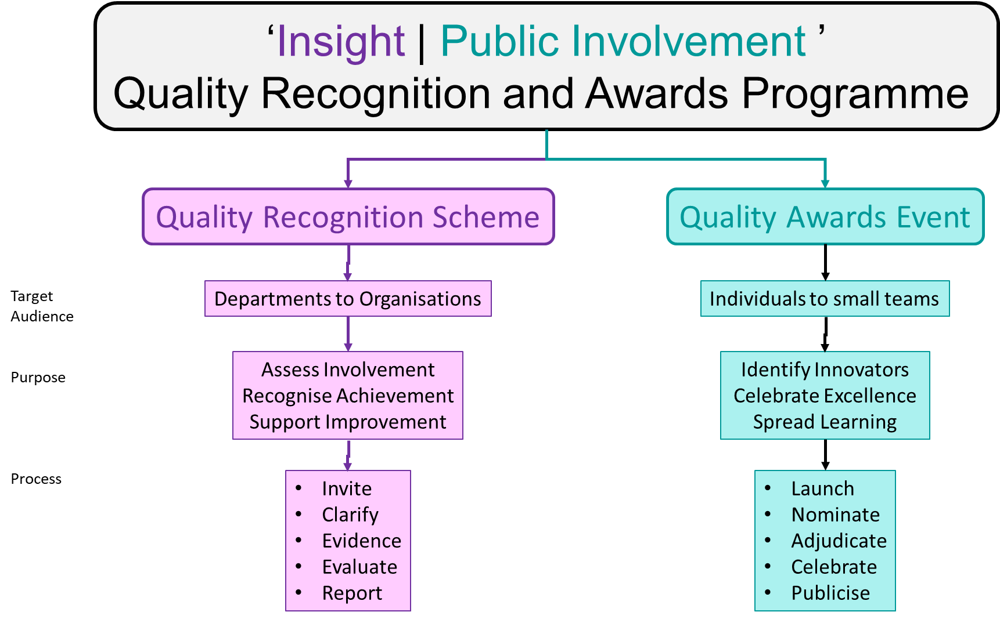 ‘Insight | Public Involvement ’
Quality Recognition and Awards Programme
Quality Recognition Scheme
Quality Awards Event
Target
Audience
Departments to Organisations
Individuals to small teams
Purpose
Assess Involvement
Recognise Achievement
Support Improvement
Identify Innovators
Celebrate Excellence
Spread Learning
Process
• Invite
• Clarify
• Evidence
• Evaluate
• Report
• Launch
• Nominate
• Adjudicate
• Celebrate
• Publicise